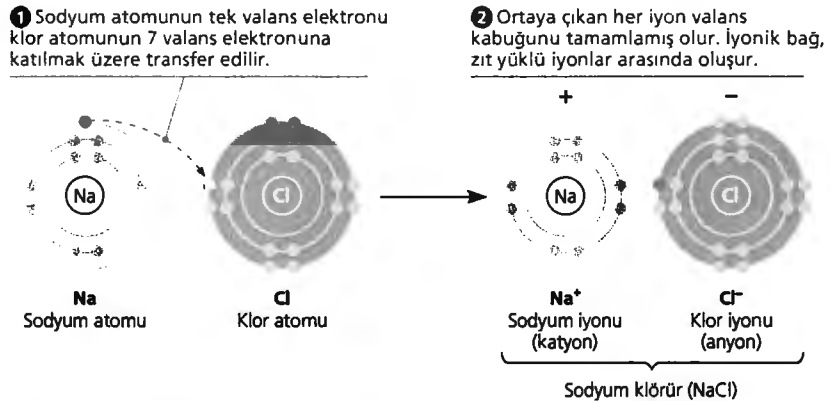 1 Sodyum atomunun tek valans elektronu
klor atomunun 7 valans elektronuna
katılmak üzere transfer edilir.
2 Ortaya çıkan her iyon valans
kabuğunu tamamlamış olur. İyonik bağ,
zıt yüklü iyonlar arasında oluşur.
+ −
Na Cl Na Cl
Na
Sodyum atomu
Cl
Klor atomu
Na⁺
Sodyum iyonu
(katyon)
Cl⁻
Klor iyonu
(anyon)
Sodyum klörür (NaCl)